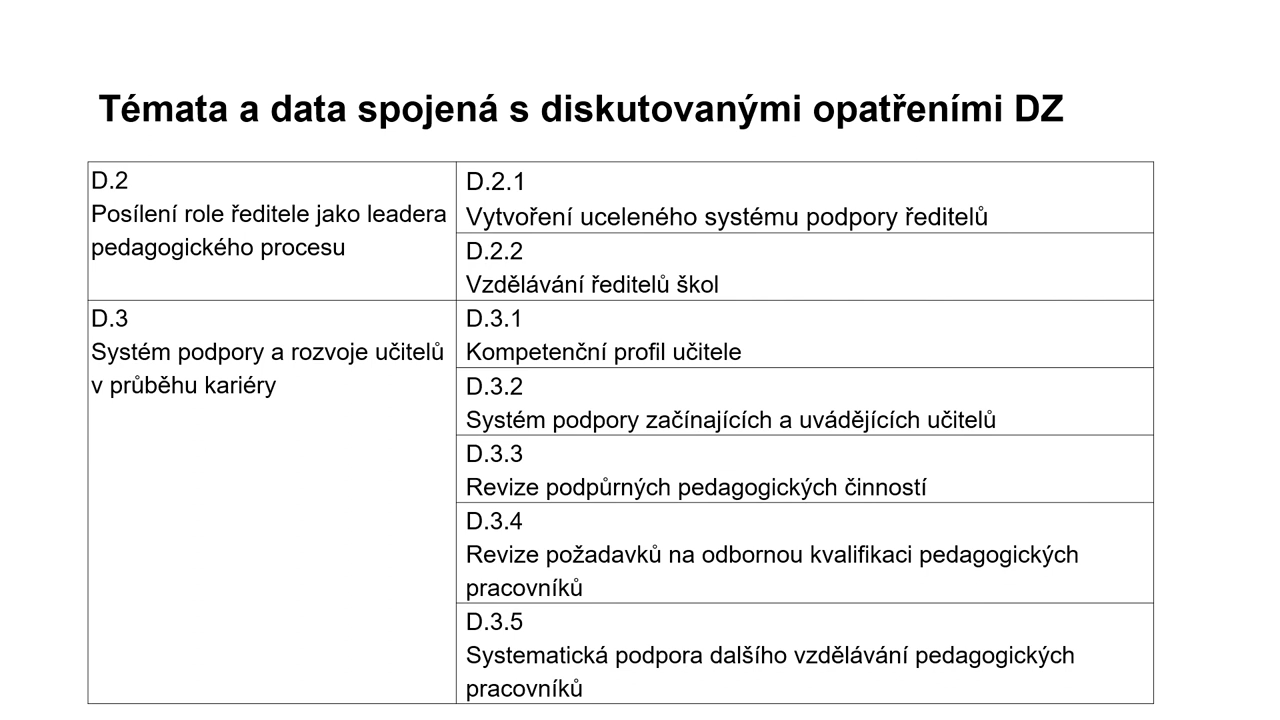 Témata a data spojená s diskutovanými opatřeními DZ
D.2
Posílení role ředitele jako leadera
pedagogického procesu
D.2.1
Vytvoření uceleného systému podpory ředitelů
D.2.2
Vzdělávání ředitelů škol
D.3
Systém podpory a rozvoje učitelů
v průběhu kariéry
D.3.1
Kompetenční profil učitele
D.3.2
Systém podpory začínajících a uvádějících učitelů
D.3.3
Revize podpůrných pedagogických činností
D.3.4
Revize požadavků na odbornou kvalifikaci pedagogických
pracovníků
D.3.5
Systematická podpora dalšího vzdělávání pedagogických
pracovníků